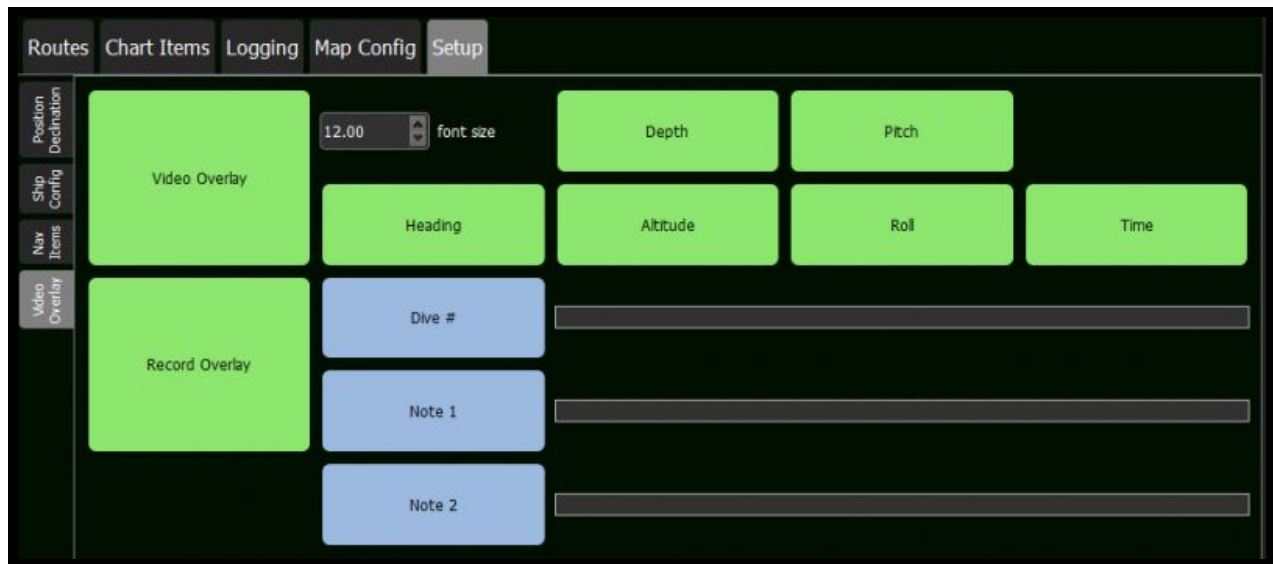 Routes Chart Items Logging Map Config Setup
Position
Declination
Ship
Config
Nav
Items
Video
Overlay
Video Overlay
12.00 font size
Depth
Pitch
Heading
Altitude
Roll
Time
Record Overlay
Dive #
Note 1
Note 2